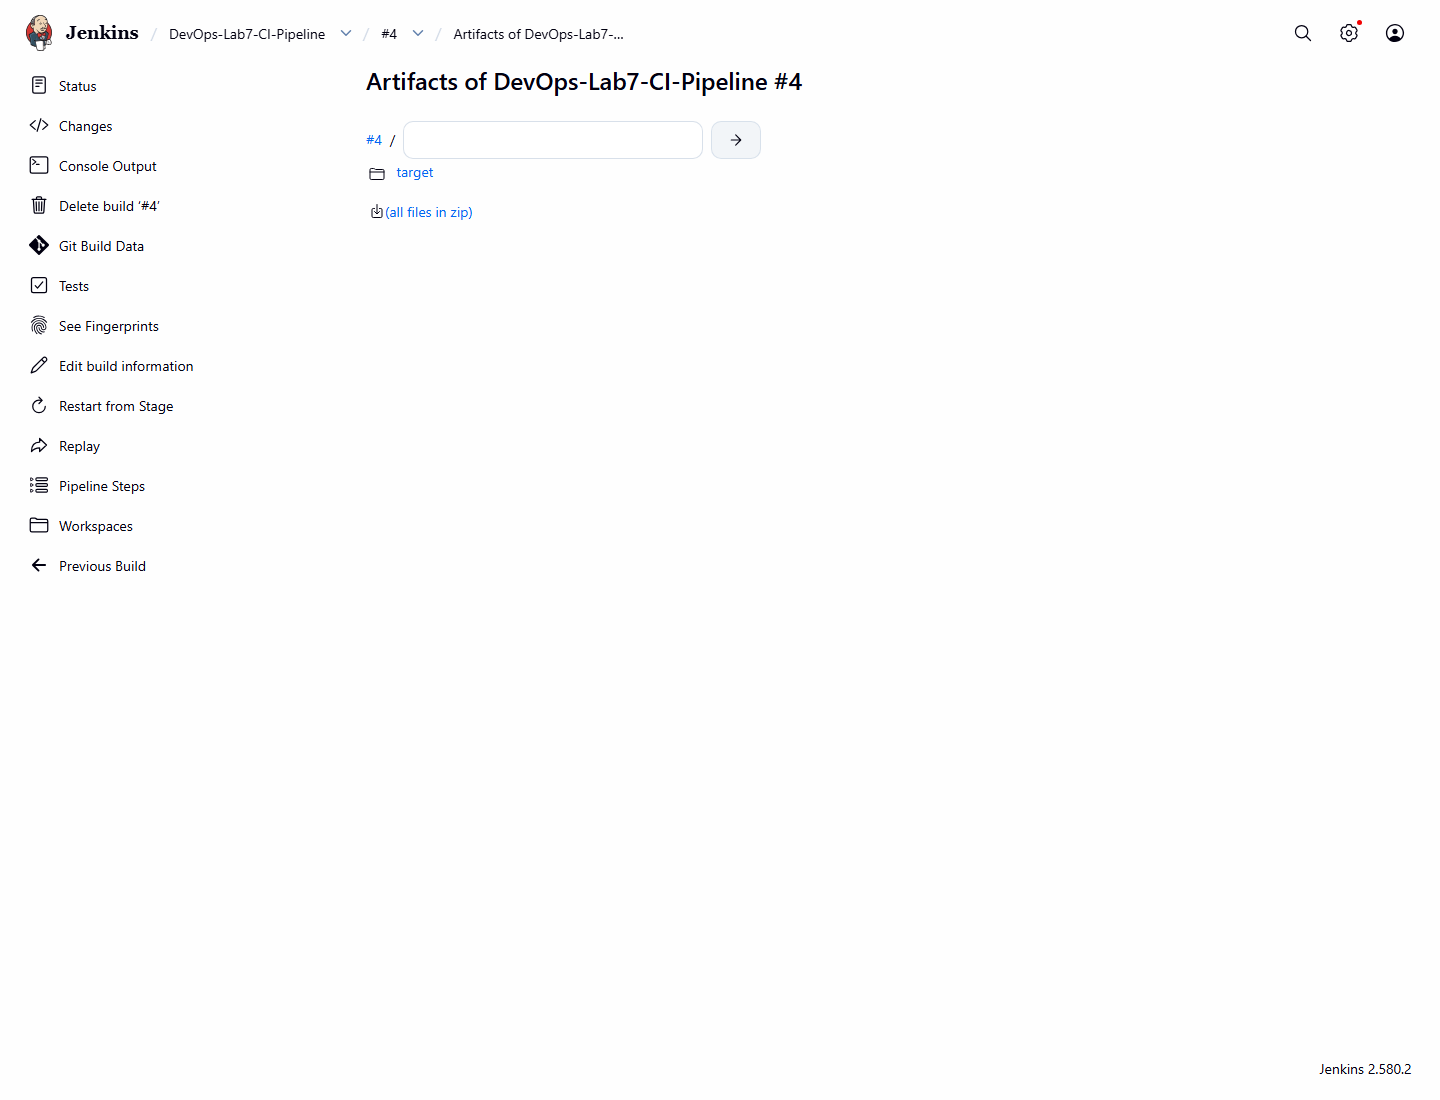 Jenkins / DevOps-Lab7-CI-Pipeline / #4 / Artifacts of DevOps-Lab7-...
Status
Changes
Console Output
Delete build ‘#4’
Git Build Data
Tests
See Fingerprints
Edit build information
Restart from Stage
Replay
Pipeline Steps
Workspaces
Previous Build
Artifacts of DevOps-Lab7-CI-Pipeline #4
#4 /
target
(all files in zip)
Jenkins 2.580.2